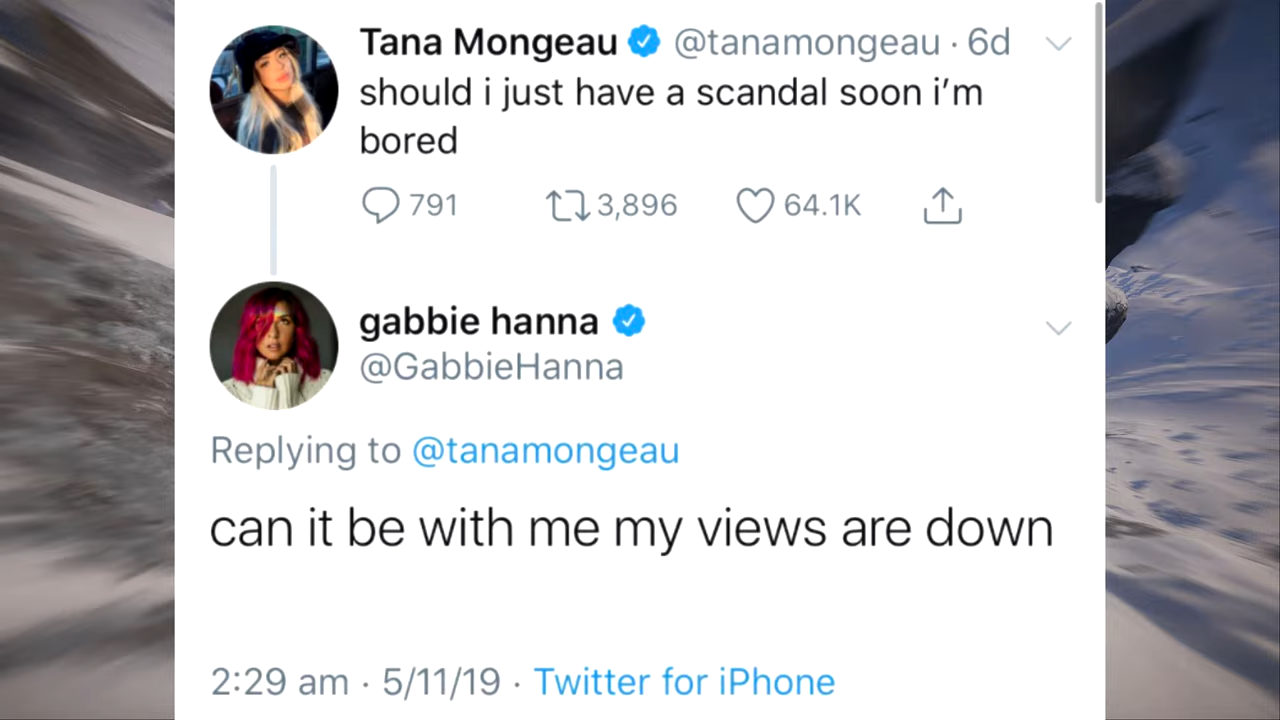 Tana Mongeau @tanamongeau · 6d
should i just have a scandal soon i’m
bored
791 3,896 64.1K
gabbie hanna
@GabbieHanna
Replying to @tanamongeau
can it be with me my views are down
2:29 am · 5/11/19 · Twitter for iPhone